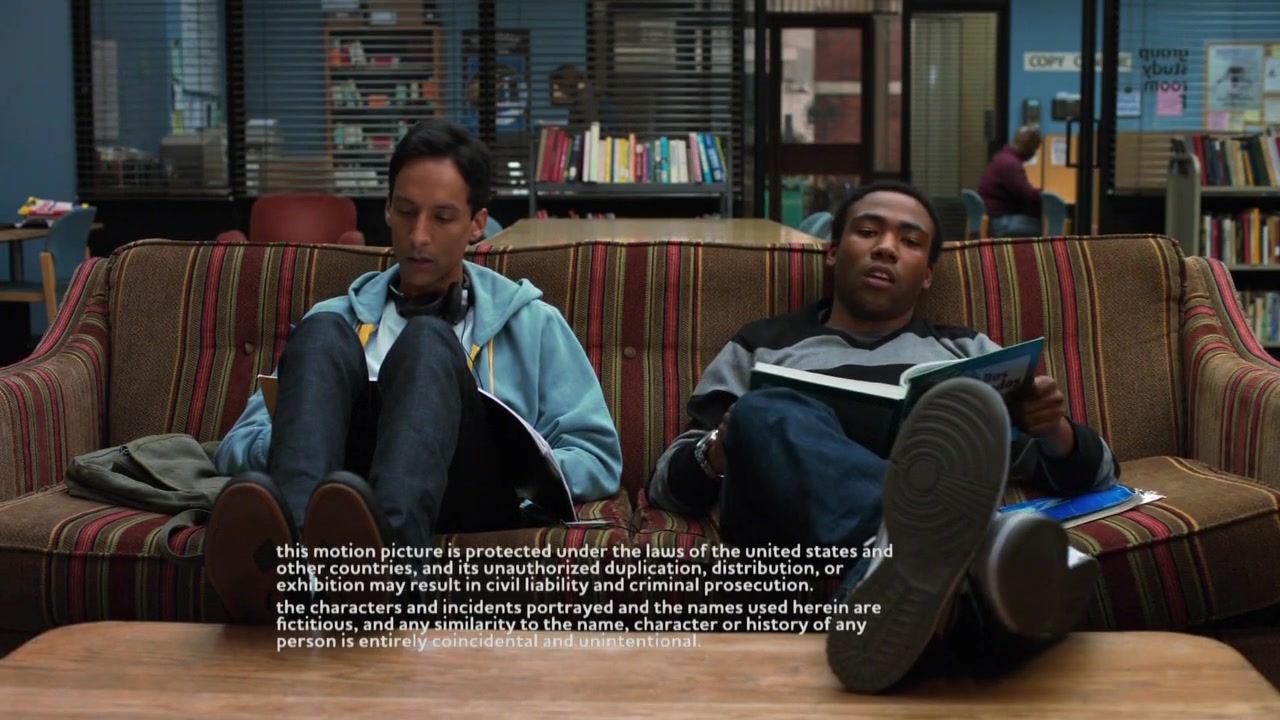 COPY
group
study
room
F
this motion picture is protected under the laws of the united states and
other countries, and its unauthorized duplication, distribution, or
exhibition may result in civil liability and criminal prosecution.
the characters and incidents portrayed and the names used herein are
fictitious, and any similarity to the name, character or history of any
person is entirely coincidental and unintentional.